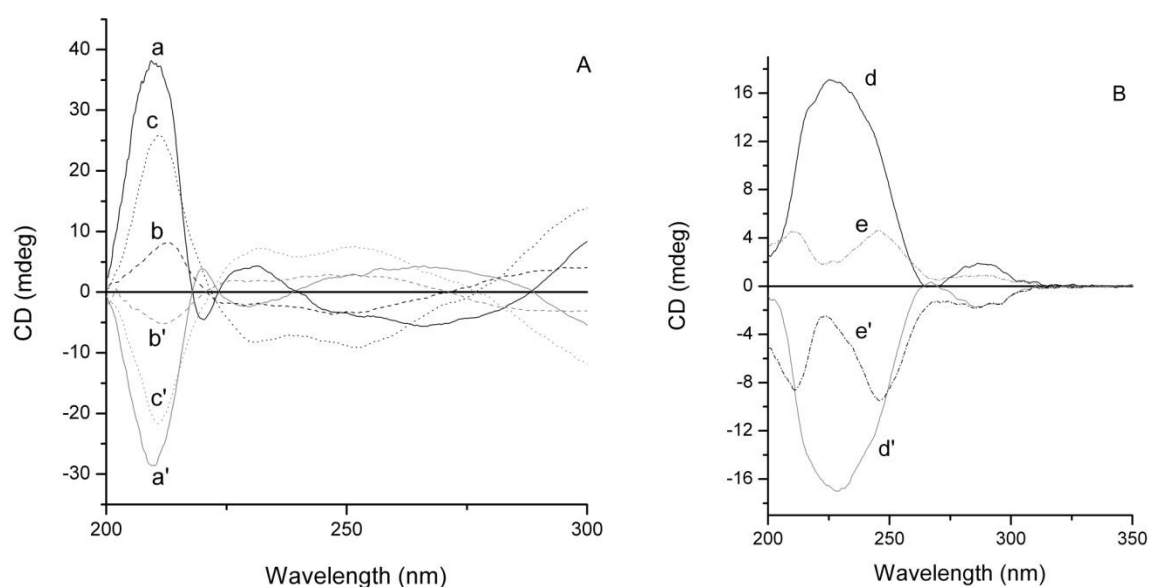 A
CD (mdeg)
40
30
20
10
0
-10
-20
-30
a
c
b
b'
c'
a'
200
250
300
Wavelength (nm)
B
CD (mdeg)
16
12
8
4
0
-4
-8
-12
-16
d
e
e'
d'
200
250
300
350
Wavelength (nm)